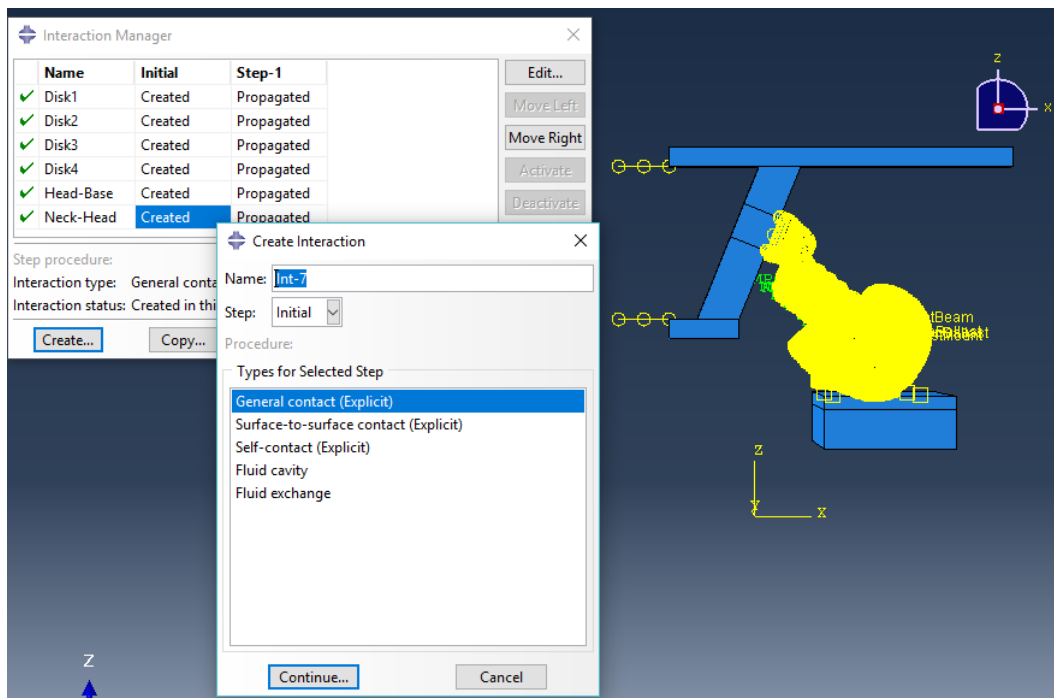 Interaction Manager
Name Initial Step-1
Disk1 Created Propagated
Disk2 Created Propagated
Disk3 Created Propagated
Disk4 Created Propagated
Head-Base Created Propagated
Neck-Head Created Propagated
Edit...
Move Left
Move Right
Activate
Deactivate
Step procedure:
Interaction type: General conta
Interaction status: Created in thi
Create... Copy...
Create Interaction
Name: Int-7
Step: Initial
Procedure:
Types for Selected Step
General contact (Explicit)
Surface-to-surface contact (Explicit)
Self-contact (Explicit)
Fluid cavity
Fluid exchange
Continue... Cancel
Z
X
tBeam
Z
Y X
Z